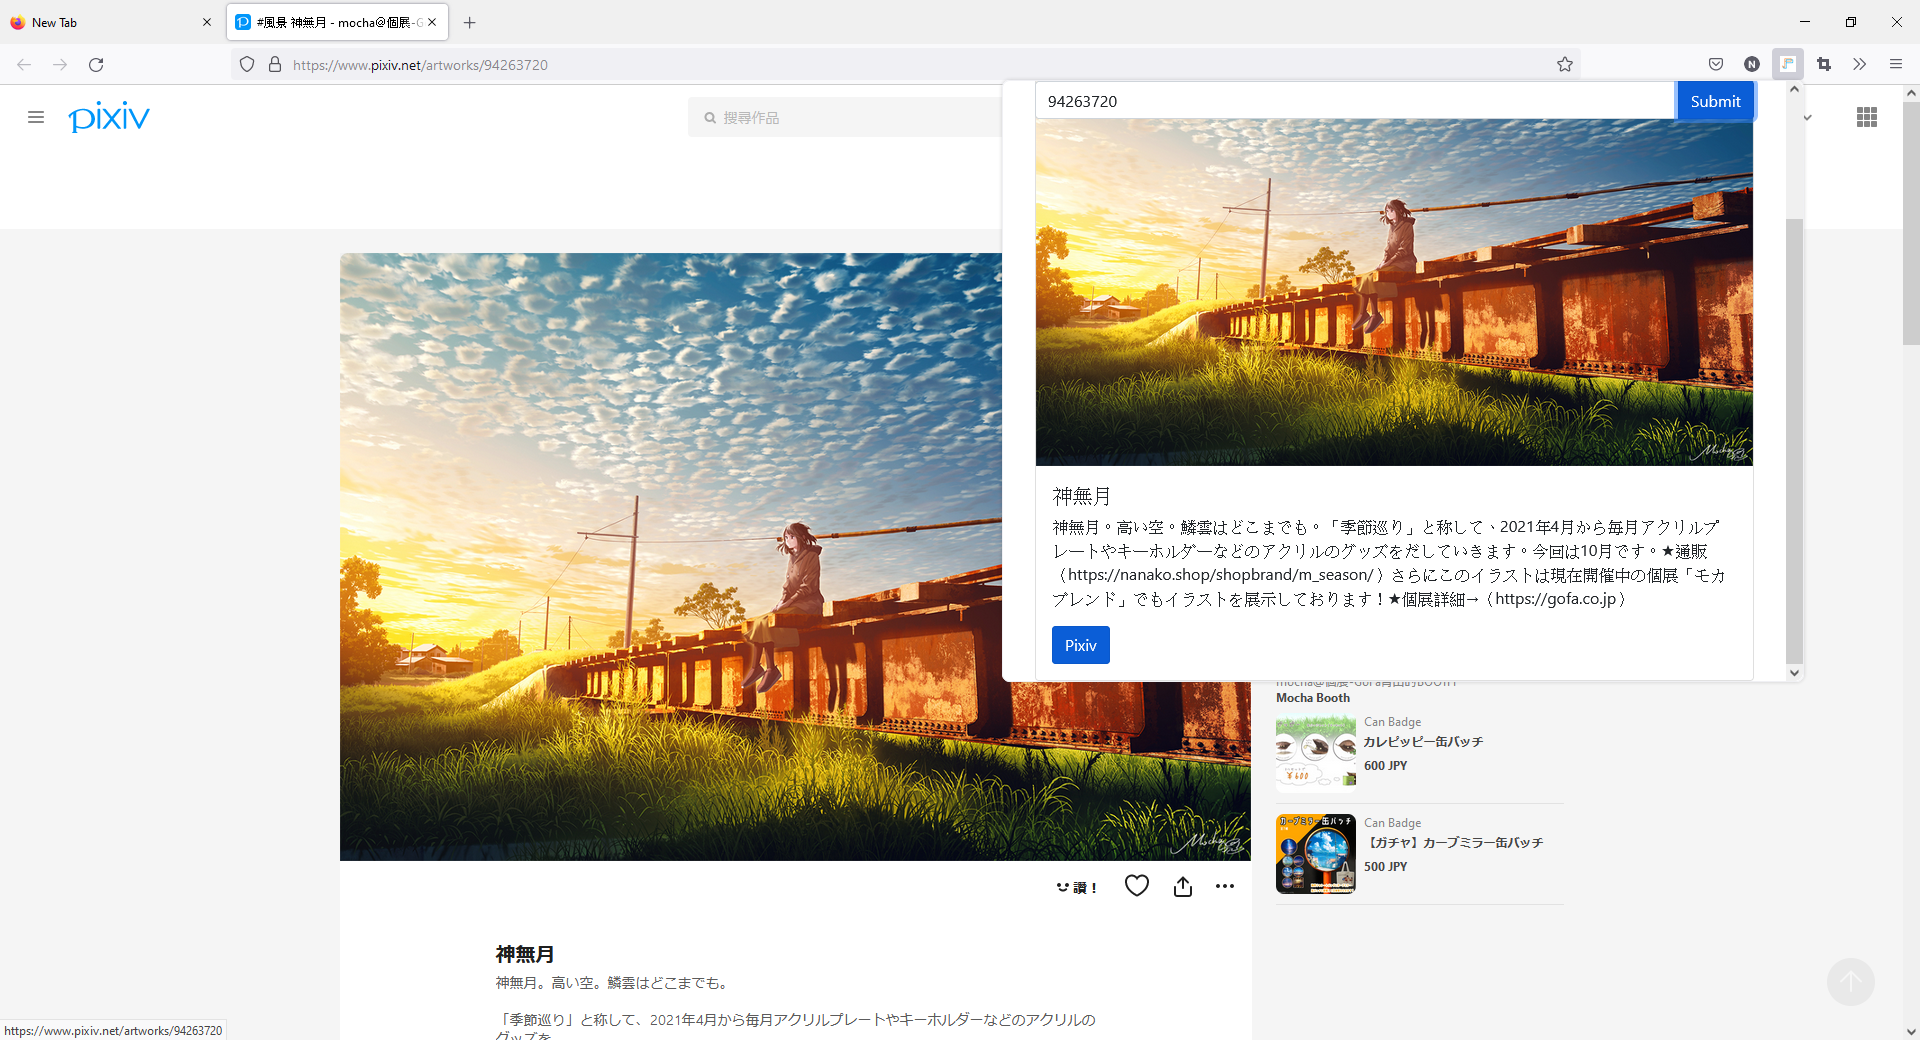 New Tab
#風景 神無月 - mocha@個展-G
https://www.pixiv.net/artworks/94263720
N
pixiv
搜尋作品
94263720
Submit
神無月
神無月。高い空。鱗雲はどこまでも。「季節巡り」と称して、2021年4月から毎月アクリルプ
レートやキーホルダーなどのアクリルのグッズをだしていきます。今回は10月です。★通販
（https://nanako.shop/shopbrand/m_season/）さらにこのイラストは現在開催中の個展「モカ
ブレンド」でもイラストを展示しております！★個展詳細→（https://gofa.co.jp）
Pixiv
Mocha Booth
Can Badge
カレピッピー缶バッチ
600 JPY
¥600
カーブミラー缶バッチ
Can Badge
【ガチャ】カーブミラー缶バッチ
500 JPY
讚！
神無月
神無月。高い空。鱗雲はどこまでも。
「季節巡り」と称して、2021年4月から毎月アクリルプレートやキーホルダーなどのアクリルの
グッズを
https://www.pixiv.net/artworks/94263720